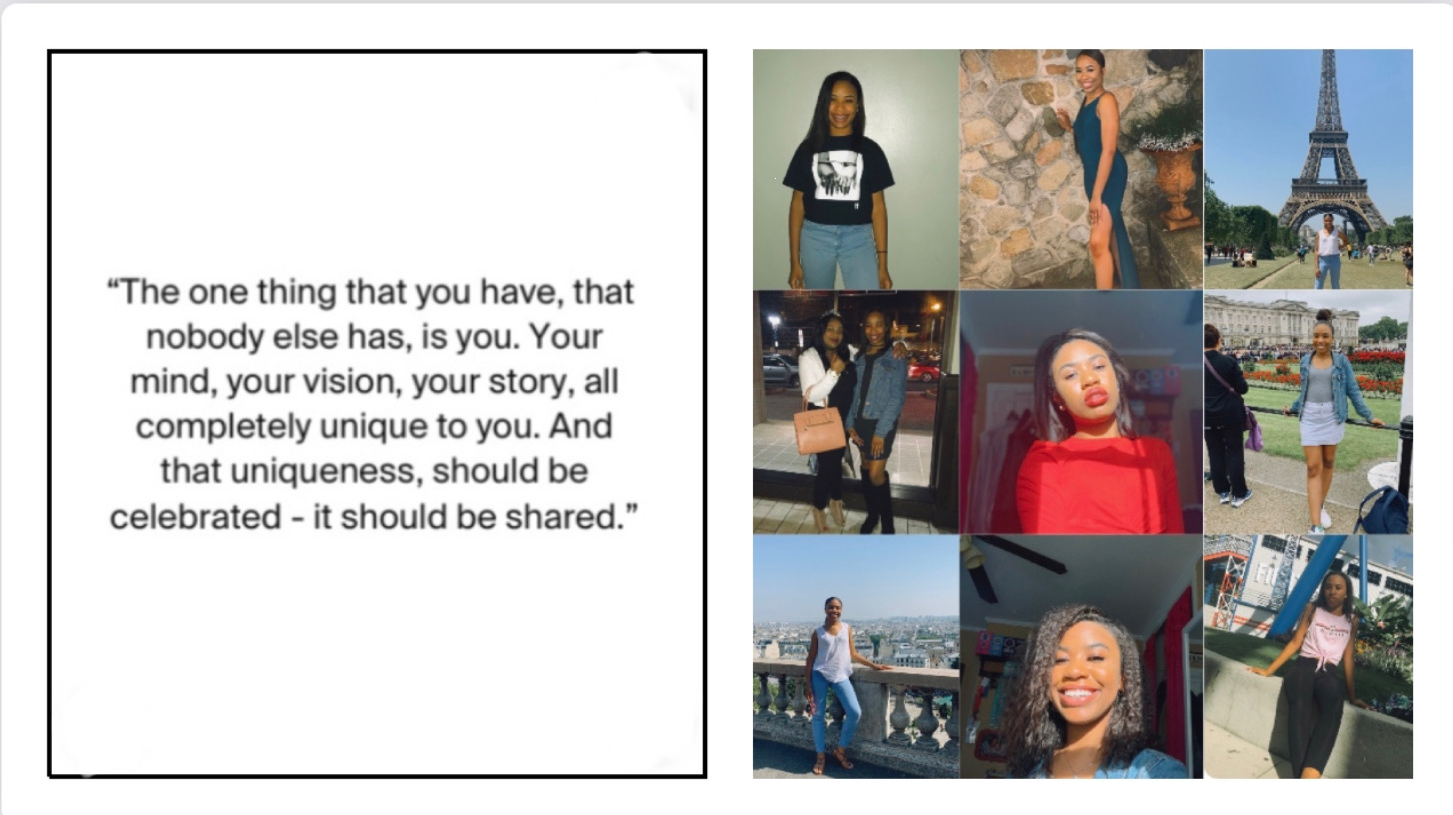 “The one thing that you have, that
nobody else has, is you. Your
mind, your vision, your story, all
completely unique to you. And
that uniqueness, should be
celebrated - it should be shared.”